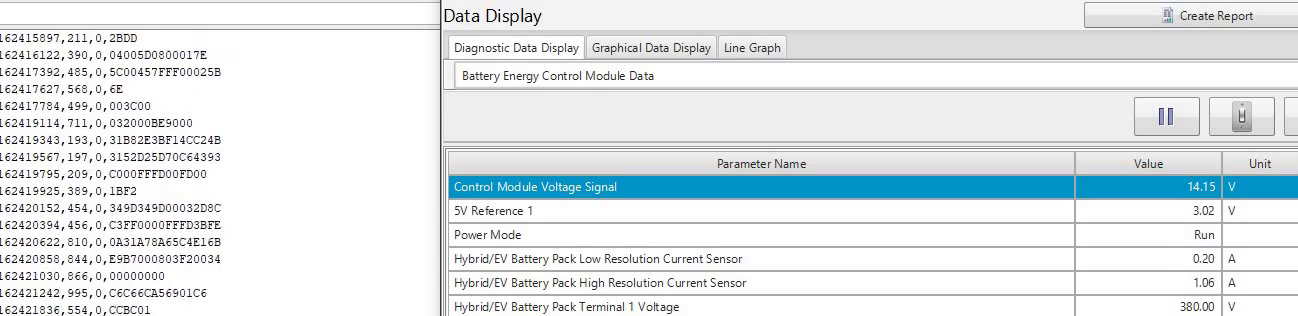 162415897,211,0,2BDD
162416122,390,0,04005D0800017E
162417392,485,0,5C00457FFF00025B
162417627,568,0,6E
162417784,499,0,003C00
162419114,711,0,032000BE9000
162419343,193,0,31B82E3BF14CC24B
162419567,197,0,3152D25D70C64393
162419795,209,0,C000FFFD00FD00
162419925,389,0,1BF2
162420152,454,0,349D349D00032D8C
162420394,456,0,C3FF0000FFFD3BFE
162420622,810,0,0A31A78A65C4E16B
162420858,844,0,E9B7000803F20034
162421030,866,0,00000000
162421242,995,0,C6C66CA56901C6
162421836,554,0,CCBC01
Data Display
Create Report
Diagnostic Data Display Graphical Data Display Line Graph
Battery Energy Control Module Data
Parameter Name Value Unit
Control Module Voltage Signal 14.15 V
5V Reference 1 3.02 V
Power Mode Run
Hybrid/EV Battery Pack Low Resolution Current Sensor 0.20 A
Hybrid/EV Battery Pack High Resolution Current Sensor 1.06 A
Hybrid/EV Battery Pack Terminal 1 Voltage 380.00 V